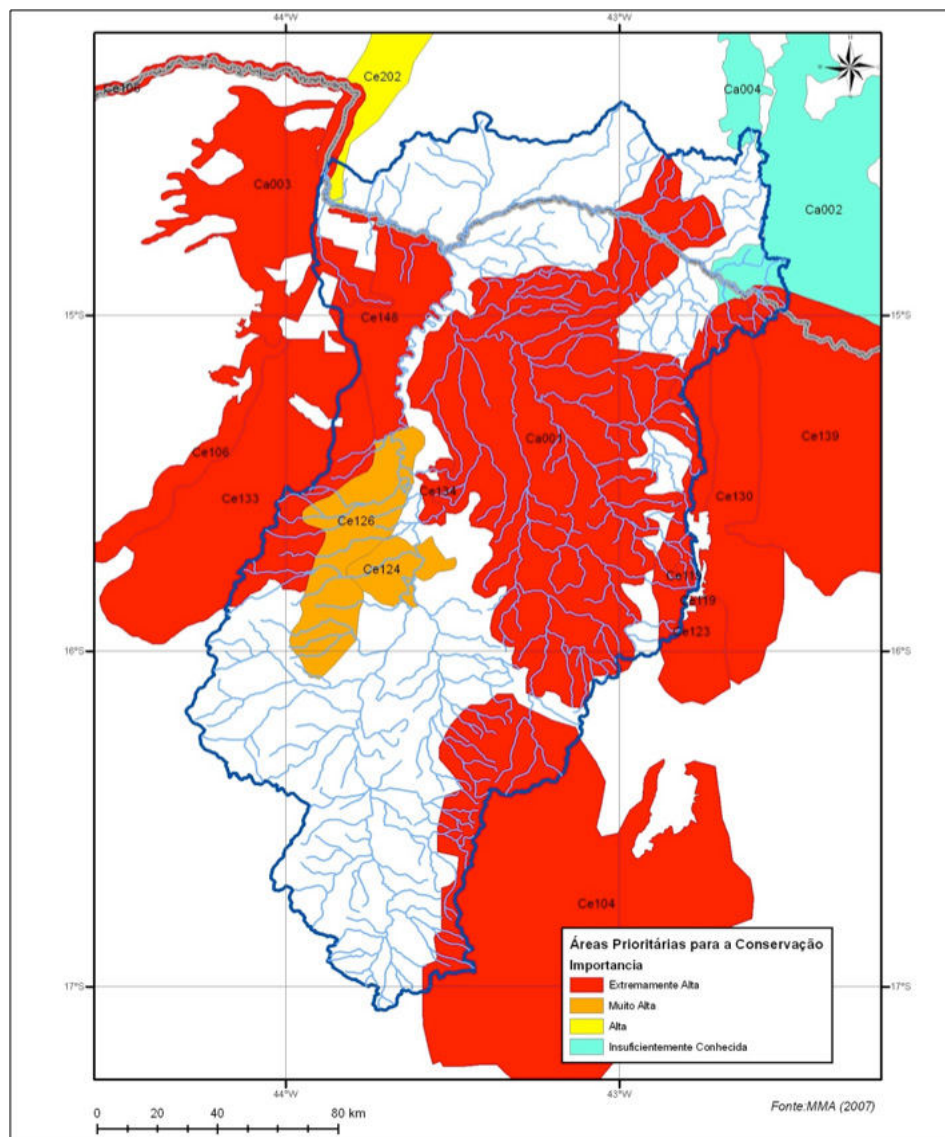 44°W 43°W
Ce202
Ca004
Ce106
Ca003
Ca002
15°S 15°S
Ce148
Ca001
Ce139
Ce106
Ce134
Ce133
Ce130
Ce126
Ce124
Ce119
Ce123
16°S 16°S
Ce104
Áreas Prioritárias para a Conservação
Importancia
Extremamente Alta
Muito Alta
Alta
Insuficientemente Conhecida
17°S 17°S
44°W 43°W
Fonte:MMA (2007)
0 20 40 80 km